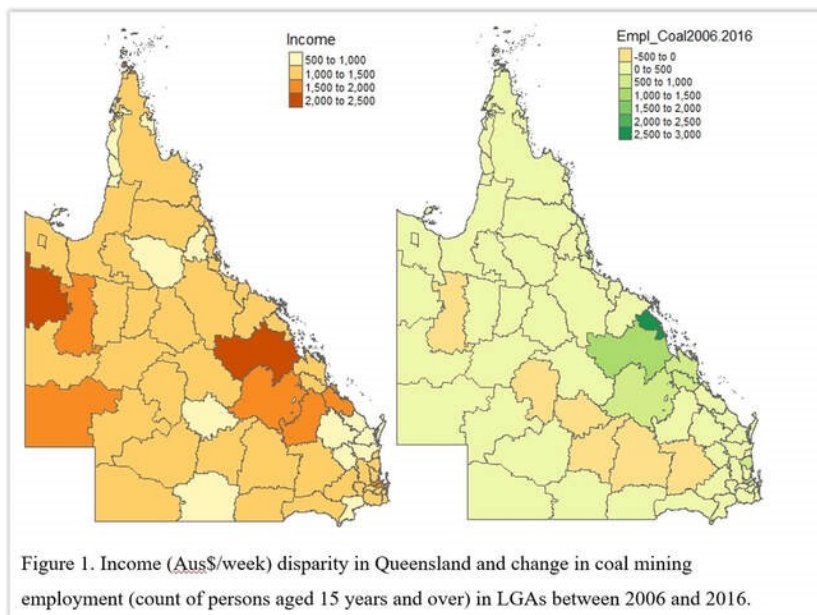 Income
500 to 1,000
1,000 to 1,500
1,500 to 2,000
2,000 to 2,500
Empl_Coal2006.2016
-500 to 0
0 to 500
500 to 1,000
1,000 to 1,500
1,500 to 2,000
2,000 to 2,500
2,500 to 3,000
Figure 1. Income (Aus$/week) disparity in Queensland and change in coal mining
employment (count of persons aged 15 years and over) in LGAs between 2006 and 2016.